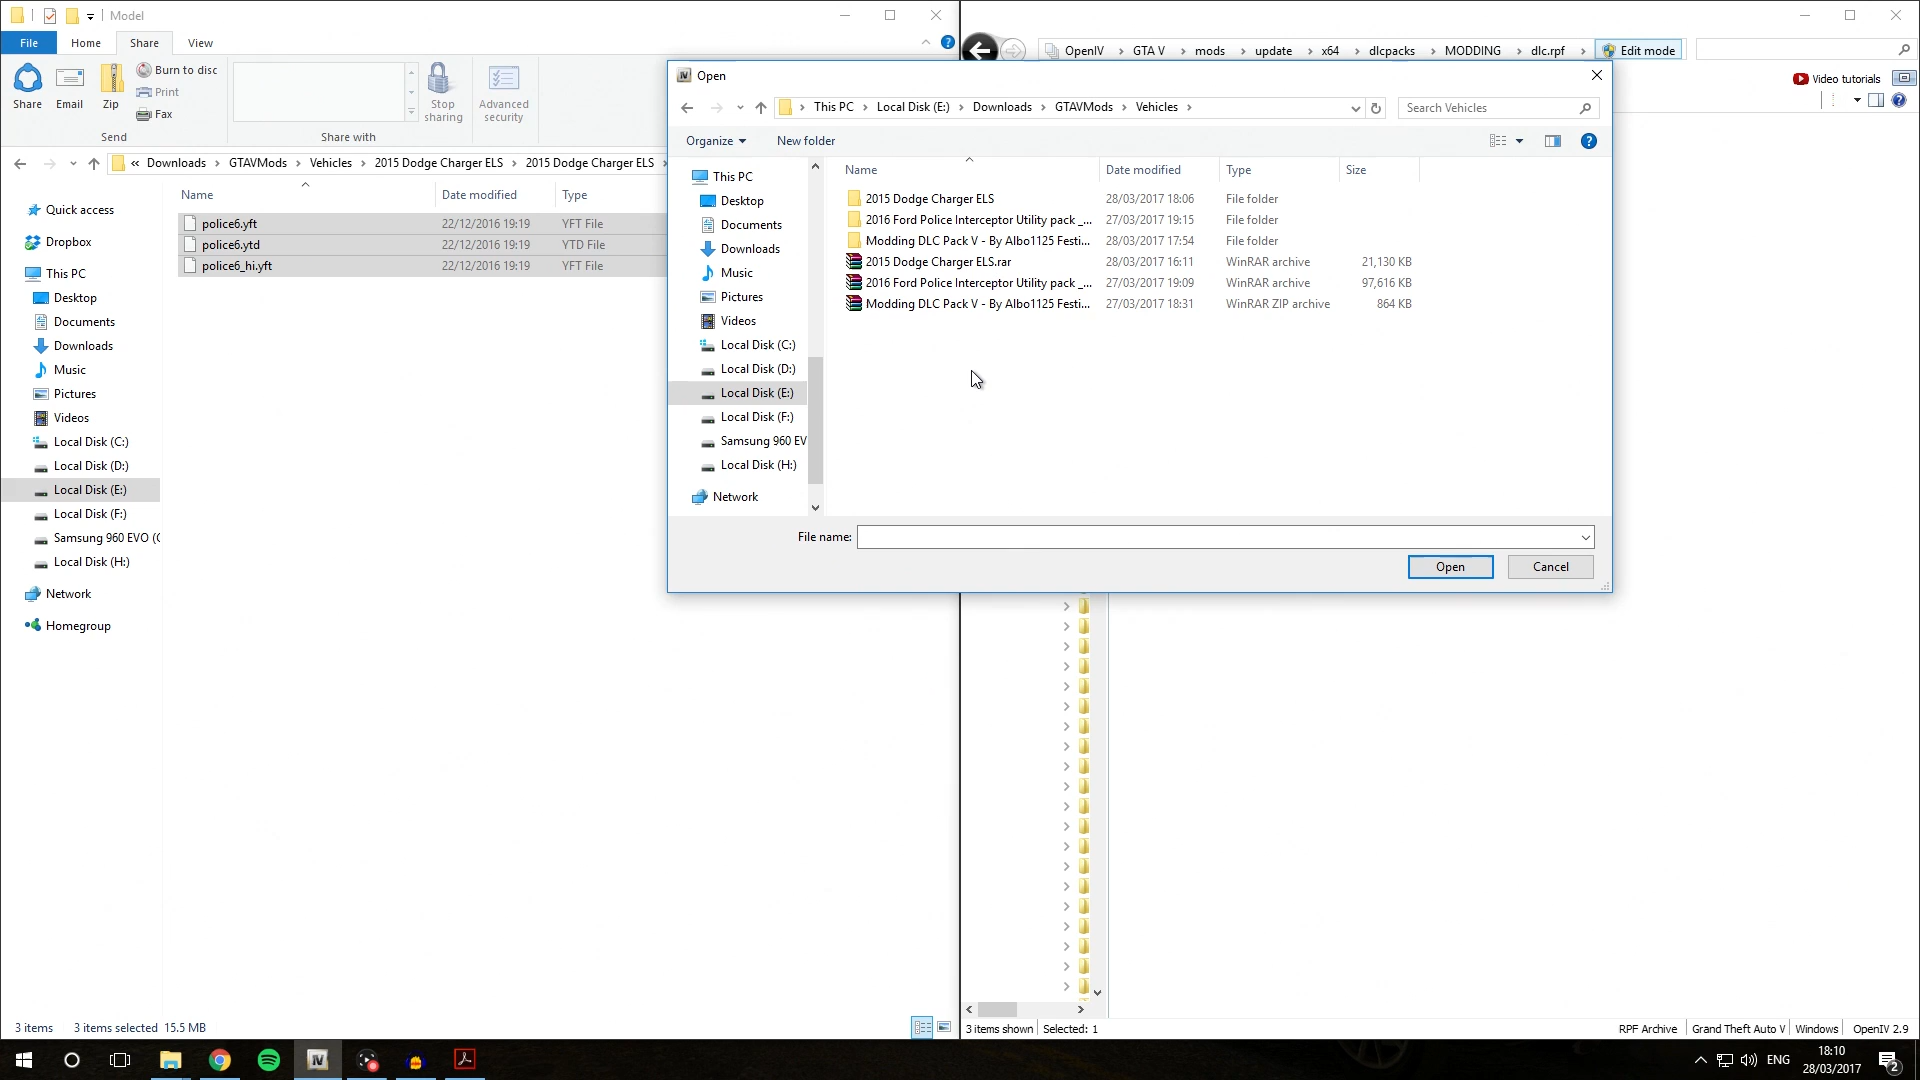 Model
File Home Share View
Share Email Zip
Burn to disc
Print
Fax
Stop sharing
Advanced security
Send
Share with
« Downloads GTAVMods Vehicles 2015 Dodge Charger ELS 2015 Dodge Charger ELS
Name Date modified Type
police6.yft 22/12/2016 19:19 YFT File
police6.ytd 22/12/2016 19:19 YTD File
police6_hi.yft 22/12/2016 19:19 YFT File
Quick access
Dropbox
This PC
Desktop
Documents
Downloads
Music
Pictures
Videos
Local Disk (C:)
Local Disk (D:)
Local Disk (E:)
Local Disk (F:)
Samsung 960 EVO (
Local Disk (H:)
Network
Homegroup
3 items 3 items selected 15.5 MB
OpenIV GTA V mods update x64 dlcpacks MODDING dlc.rpf Edit mode
Video tutorials
Open
This PC Local Disk (E:) Downloads GTAVMods Vehicles
Search Vehicles
Organize New folder
This PC
Desktop
Documents
Downloads
Music
Pictures
Videos
Local Disk (C:)
Local Disk (D:)
Local Disk (E:)
Local Disk (F:)
Samsung 960 EV
Local Disk (H:)
Network
Name Date modified Type Size
2015 Dodge Charger ELS 28/03/2017 18:06 File folder
2016 Ford Police Interceptor Utility pack _... 27/03/2017 19:15 File folder
Modding DLC Pack V - By Albo1125 Festi... 28/03/2017 17:54 File folder
2015 Dodge Charger ELS.rar 28/03/2017 16:11 WinRAR archive 21,130 KB
2016 Ford Police Interceptor Utility pack _... 27/03/2017 19:09 WinRAR archive 97,616 KB
Modding DLC Pack V - By Albo1125 Festi... 27/03/2017 18:31 WinRAR ZIP archive 864 KB
File name:
Open Cancel
3 items shown Selected: 1
RPF Archive Grand Theft Auto V Windows OpenIV 2.9
IV
ENG
18:10
28/03/2017
2